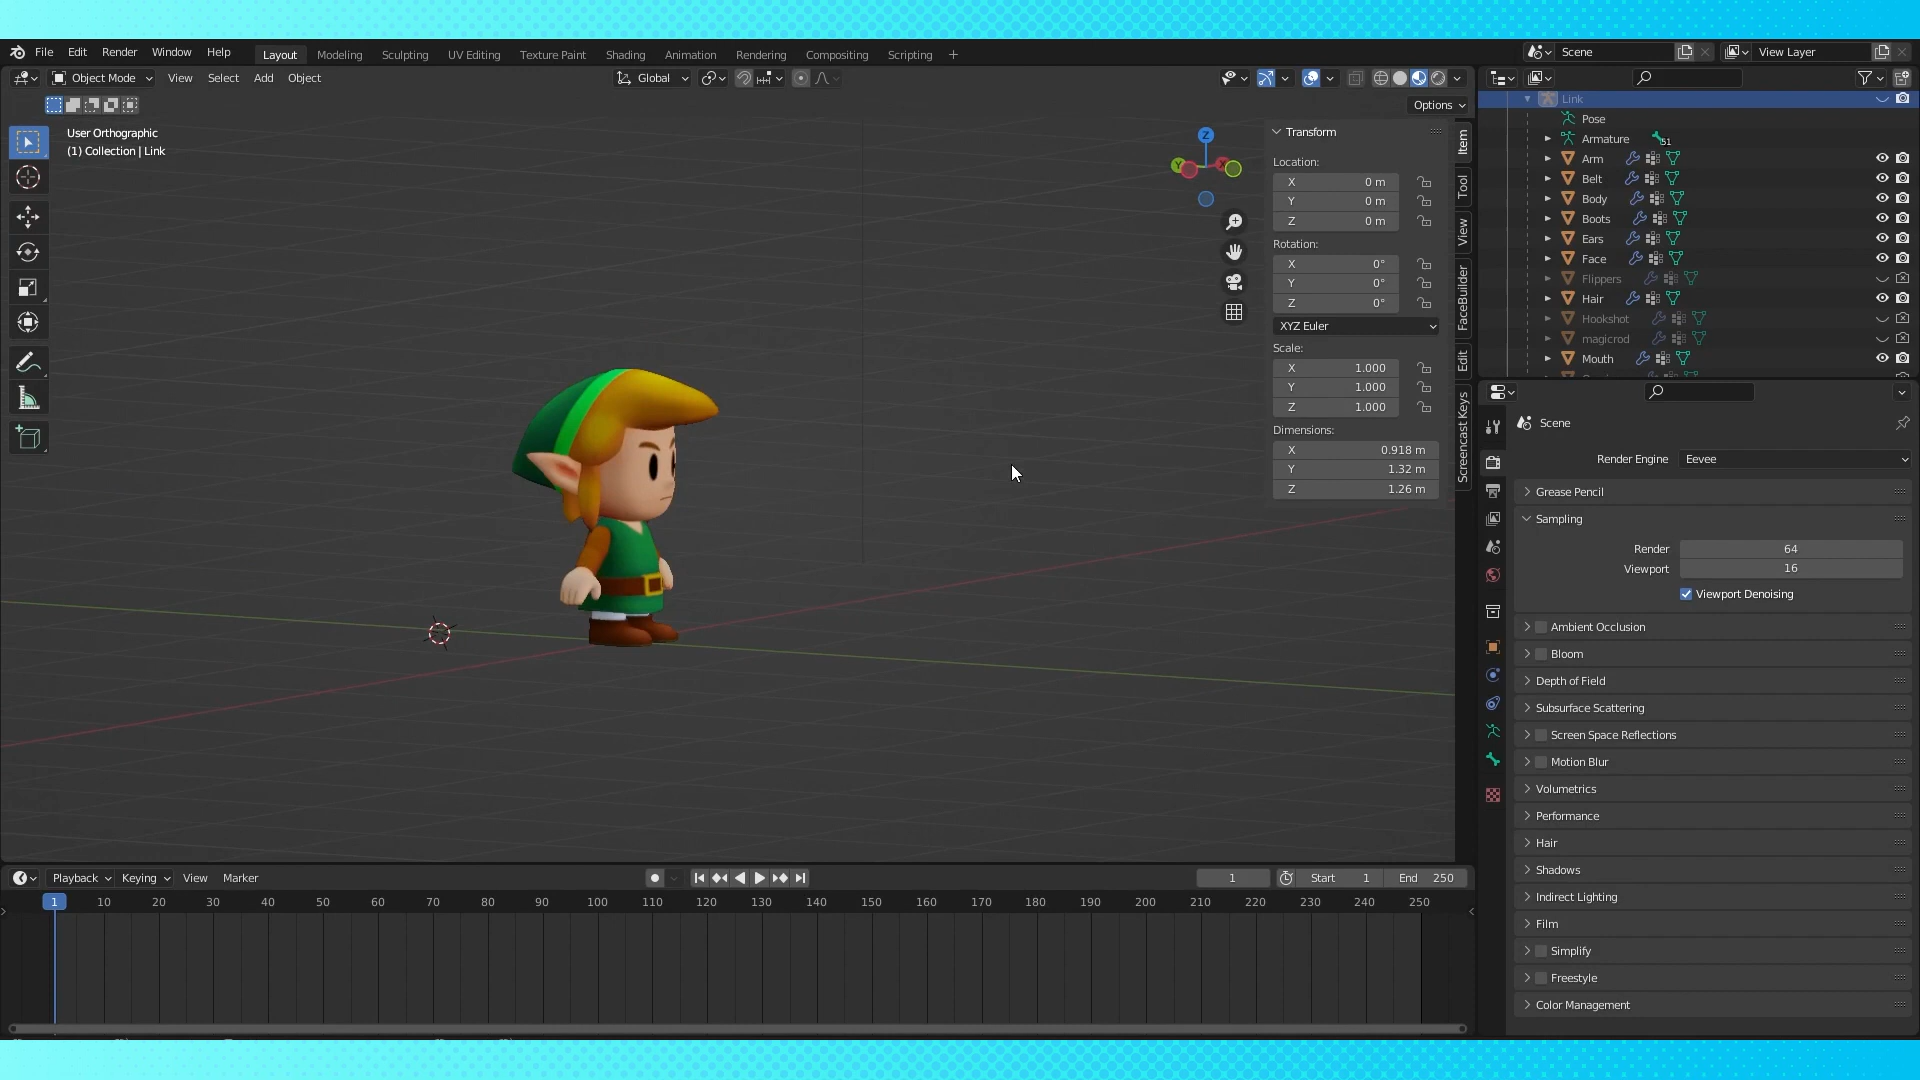 File Edit Render Window Help Layout Modeling Sculpting UV Editing Texture Paint Shading Animation Rendering Compositing Scripting + Scene View Layer
Object Mode View Select Add Object Global
Options
User Orthographic
(1) Collection | Link
Z
Y
X
Transform
Location:
X 0 m
Y 0 m
Z 0 m
Rotation:
X 0°
Y 0°
Z 0°
XYZ Euler
Scale:
X 1.000
Y 1.000
Z 1.000
Dimensions:
X 0.918 m
Y 1.32 m
Z 1.26 m
Item
Tool
View
FaceBuilder
Edit
Screencast Keys
Link
Pose
Armature 51
Arm
Belt
Body
Boots
Ears
Face
Flippers
Hair
Hookshot
magicrod
Mouth
Scene
Render Engine Eevee
Grease Pencil
Sampling
Render 64
Viewport 16
Viewport Denoising
Ambient Occlusion
Bloom
Depth of Field
Subsurface Scattering
Screen Space Reflections
Motion Blur
Volumetrics
Performance
Hair
Shadows
Indirect Lighting
Film
Simplify
Freestyle
Color Management
Playback Keying View Marker 1 Start 1 End 250
1 10 20 30 40 50 60 70 80 90 100 110 120 130 140 150 160 170 180 190 200 210 220 230 240 250